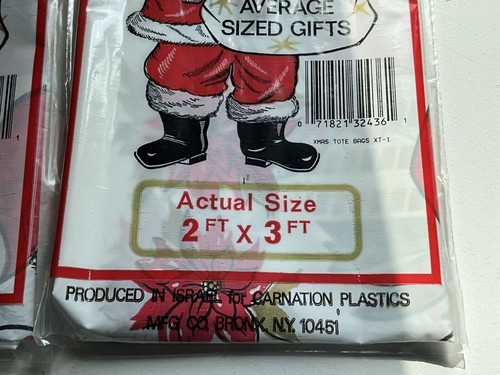 AVERAGE
SIZED GIFTS
0 71821 32436 1
XMAS TOTE BAGS XT-1
Actual Size
2 FT X 3 FT
PRODUCED IN ISRAEL for CARNATION PLASTICS
MFG. CO. BRONX, N.Y. 10451
1